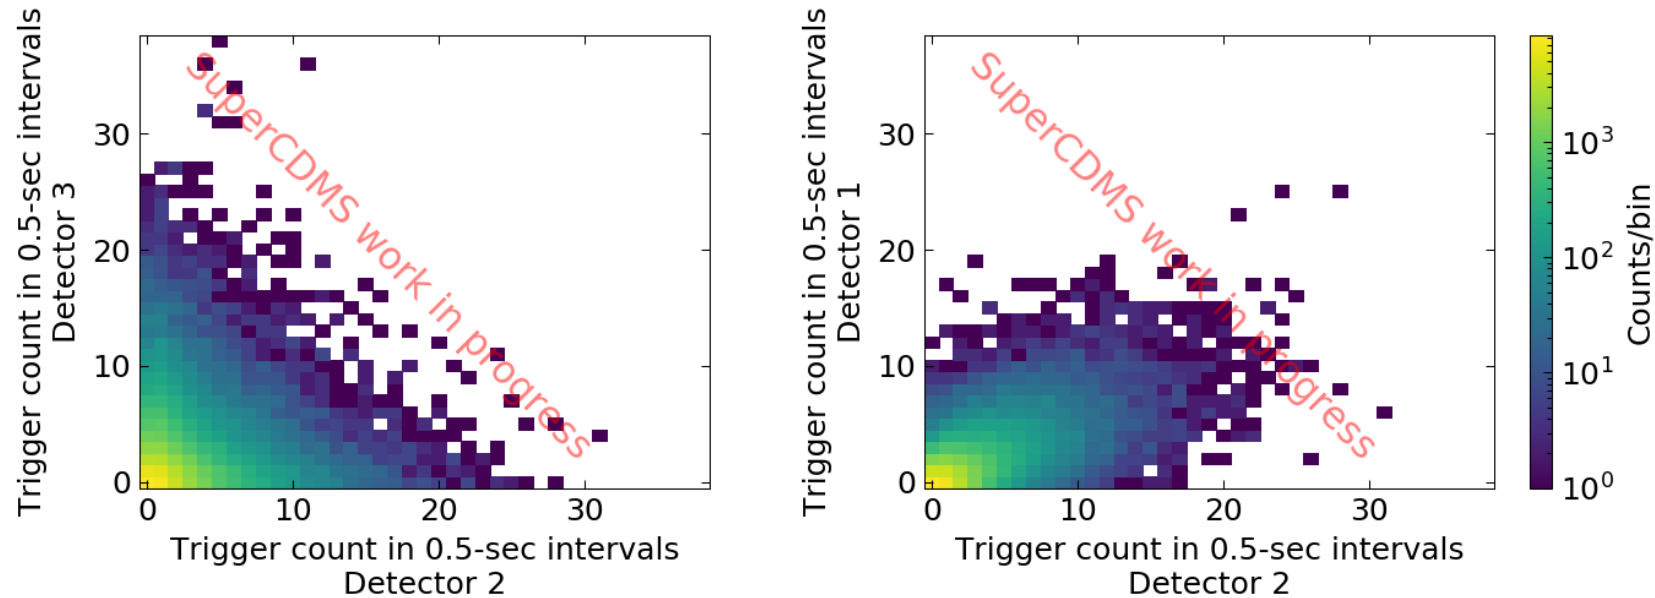 Trigger count in 0.5-sec intervals
Detector 3
30
20
10
0
0
10
20
30
Trigger count in 0.5-sec intervals
Detector 2
SuperCDMS work in progress
Trigger count in 0.5-sec intervals
Detector 1
30
20
10
0
0
10
20
30
Trigger count in 0.5-sec intervals
Detector 2
SuperCDMS work in progress
10³
10²
10¹
10⁰
Counts/bin